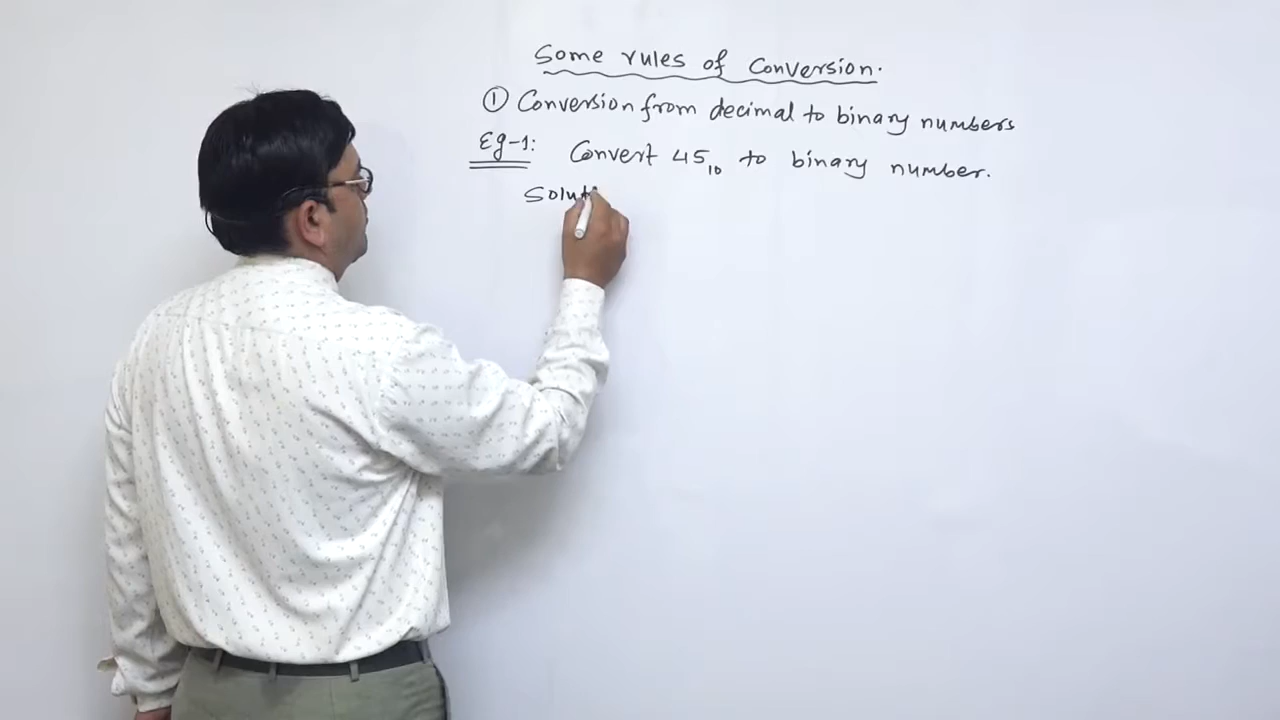 Some rules of Conversion.
① Conversion from decimal to binary numbers
Eg-1: Convert 45₁₀ to binary number.
Solut